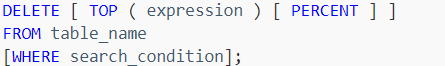 DELETE [ TOP ( expression ) [ PERCENT ] ]
FROM table_name
[WHERE search_condition];